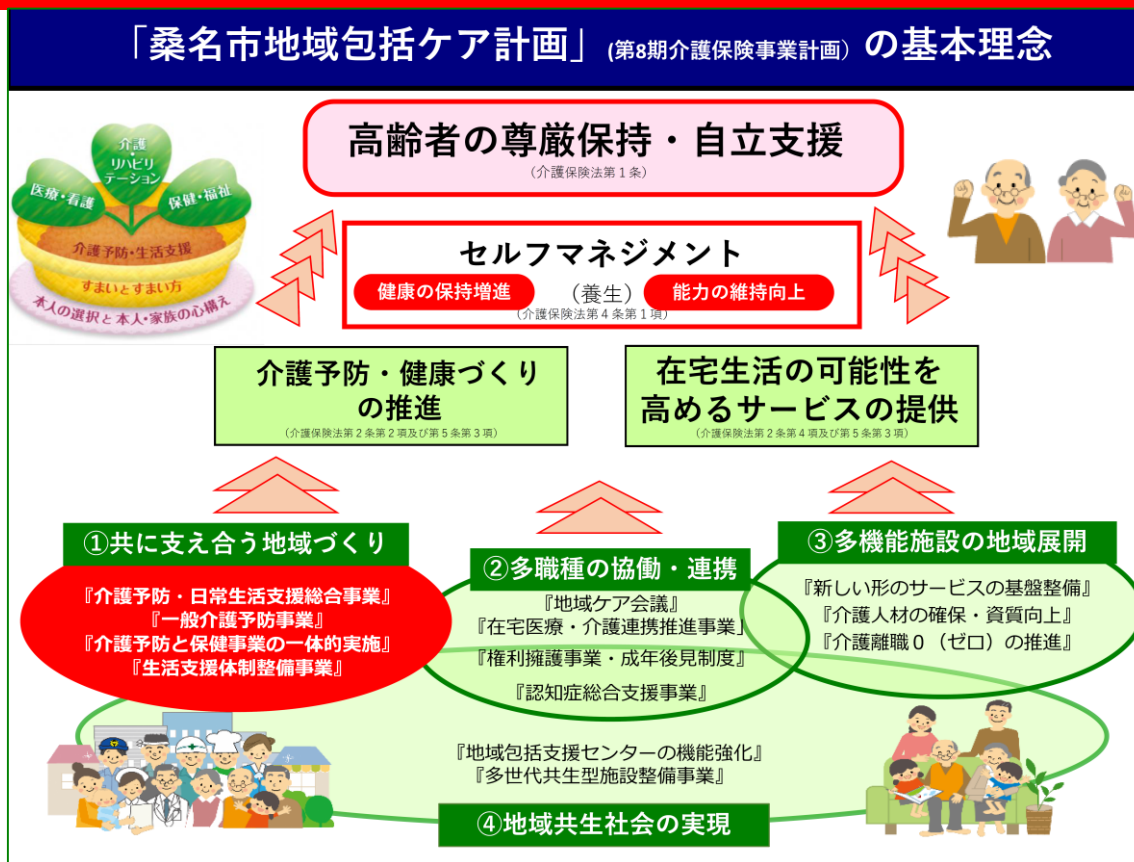 「桑名市地域包括ケア計画」(第8期介護保険事業計画）の基本理念
高齢者の尊厳保持・自立支援
（介護保険法第１条）
介護
・
リハビリ
テーション
医療・看護
保健・福祉
介護予防・生活支援
すまいとすまい方
本人の選択と本人・家族の心構え
セルフマネジメント
健康の保持増進
（養生）
能力の維持向上
（介護保険法第４条第１項）
介護予防・健康づくり
の推進
（介護保険法第２条第２項及び第５条第３項）
在宅生活の可能性を
高めるサービスの提供
（介護保険法第２条第４項及び第５条第３項）
①共に支え合う地域づくり
『介護予防・日常生活支援総合事業』
『一般介護予防事業』
『介護予防と保健事業の一体的実施』
『生活支援体制整備事業』
②多職種の協働・連携
『地域ケア会議』
『在宅医療・介護連携推進事業』
『権利擁護事業・成年後見制度』
『認知症総合支援事業』
③多機能施設の地域展開
『新しい形のサービスの基盤整備』
『介護人材の確保・資質向上』
『介護離職０（ゼロ）の推進』
『地域包括支援センターの機能強化』
『多世代共生型施設整備事業』
④地域共生社会の実現